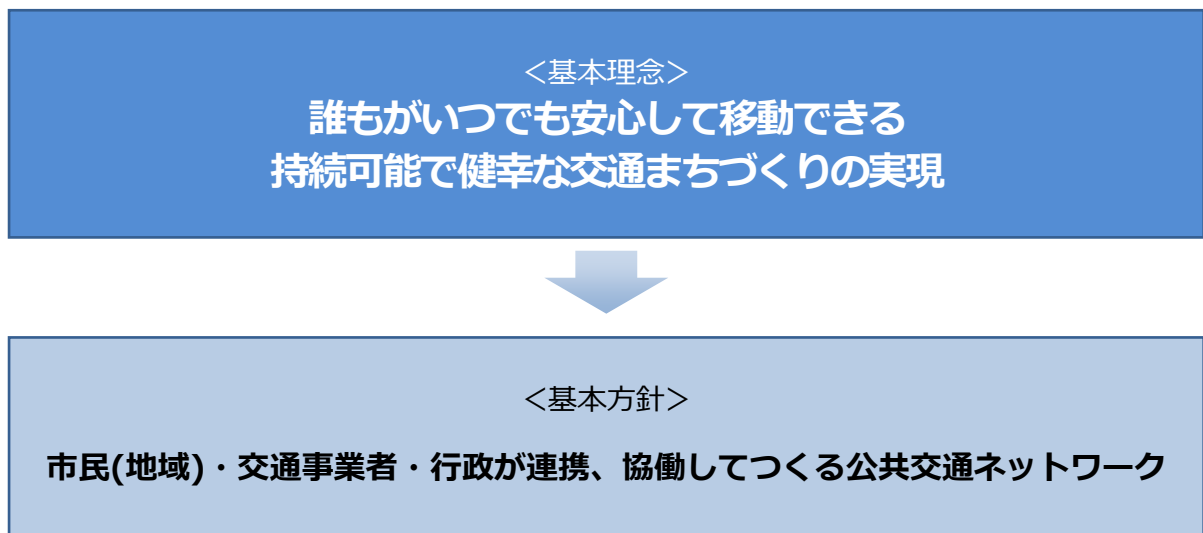 ＜基本理念＞
誰もがいつでも安心して移動できる
持続可能で健幸な交通まちづくりの実現
＜基本方針＞
市民(地域)・交通事業者・行政が連携、協働してつくる公共交通ネットワーク